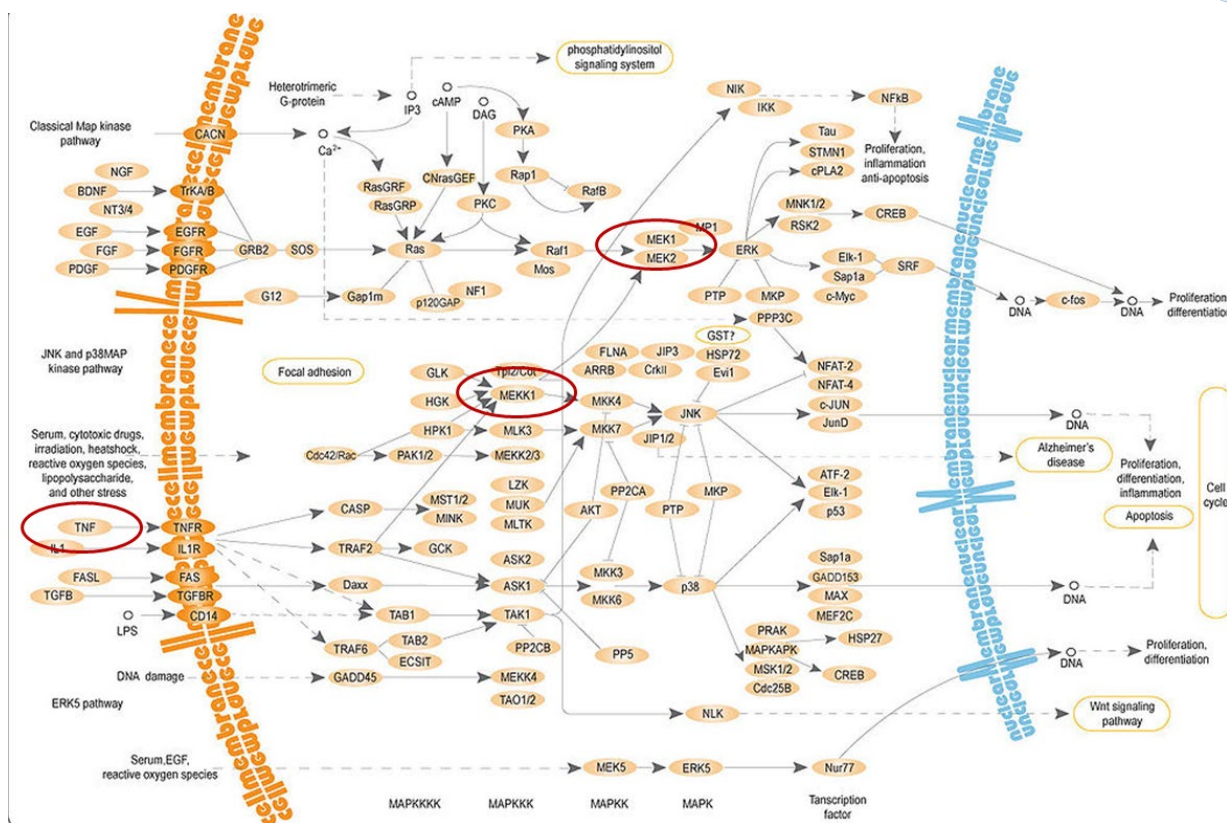 phosphatidylinositol
signaling system
Heterotrimeric
G-protein
IP3
cAMP
DAG
NIK
IKK
NFkB
Classical Map kinase
pathway
CACN
Ca2+
PKA
Tau
STMN1
cPLA2
Proliferation,
inflammation
anti-apoptosis
NGF
BDNF
NT3/4
TrKA/B
RasGRF
RasGRP
CNrasGEF
Rap1
RafB
PKC
MNK1/2
RSK2
CREB
EGF
EGFR
FGF
FGFR
PDGF
PDGFR
GRB2
SOS
Ras
Raf1
Mos
MP1
MEK1
MEK2
ERK
Elk-1
Sap1a
c-Myc
SRF
G12
Gap1m
p120GAP
NF1
PTP
MKP
PPP3C
DNA
c-fos
DNA
Proliferation,
differentiation
JNK and p38MAP
kinase pathway
Focal adhesion
GLK
HGK
HPK1
Tpl2/Cot
MEKK1
MLK3
MEKK2/3
FLNA
ARRB
JIP3
CrkII
GST?
HSP72
Evi1
MKK4
MKK7
JNK
JIP1/2
NFAT-2
NFAT-4
c-JUN
JunD
DNA
Alzheimer's
disease
Serum, cytotoxic drugs,
irradiation, heatshock,
reactive oxygen species,
lipopolysaccharide,
and other stress
Cdc42/Rac
PAK1/2
LZK
MUK
MLTK
AKT
PP2CA
PTP
MKP
ATF-2
Elk-1
p53
Proliferation,
differentiation,
inflammation
Apoptosis
Cell
cycle
TNF
TNFR
IL1
IL1R
CASP
MST1/2
MINK
TRAF2
GCK
FASL
FAS
TGFB
TGFBR
LPS
CD14
Daxx
ASK2
ASK1
MKK3
MKK6
p38
Sap1a
GADD153
MAX
MEF2C
DNA
TAB1
TAK1
TRAF6
TAB2
ECSIT
PP2CB
PP5
PRAK
MAPKAPK
MSK1/2
Cdc25B
HSP27
CREB
DNA
Proliferation,
differentiation
DNA damage
GADD45
MEKK4
TAO1/2
ERK5 pathway
NLK
Wnt signaling
pathway
Serum,EGF,
reactive oxygen species
MEK5
ERK5
Nur77
MAPKKKK
MAPKKK
MAPKK
MAPK
Tanscription
factor